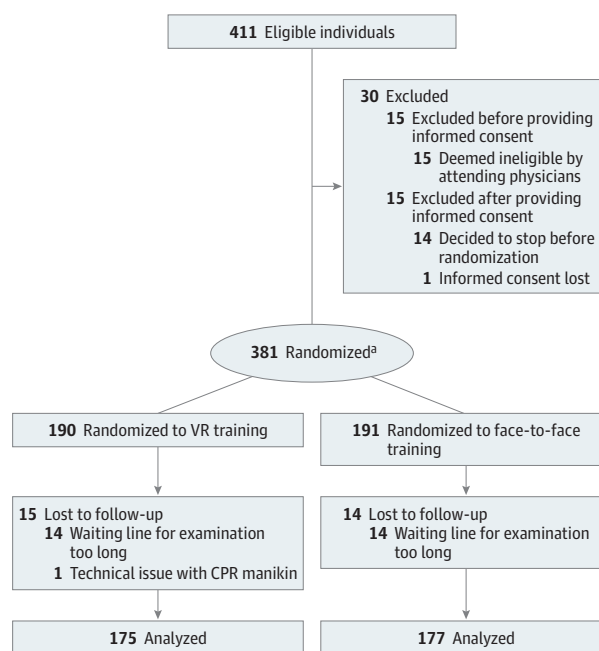 411 Eligible individuals
30 Excluded
15 Excluded before providing
informed consent
15 Deemed ineligible by
attending physicians
15 Excluded after providing
informed consent
14 Decided to stop before
randomization
1 Informed consent lost
381 Randomizedᵃ
190 Randomized to VR training
191 Randomized to face-to-face
training
15 Lost to follow-up
14 Waiting line for examination
too long
1 Technical issue with CPR manikin
14 Lost to follow-up
14 Waiting line for examination
too long
175 Analyzed
177 Analyzed